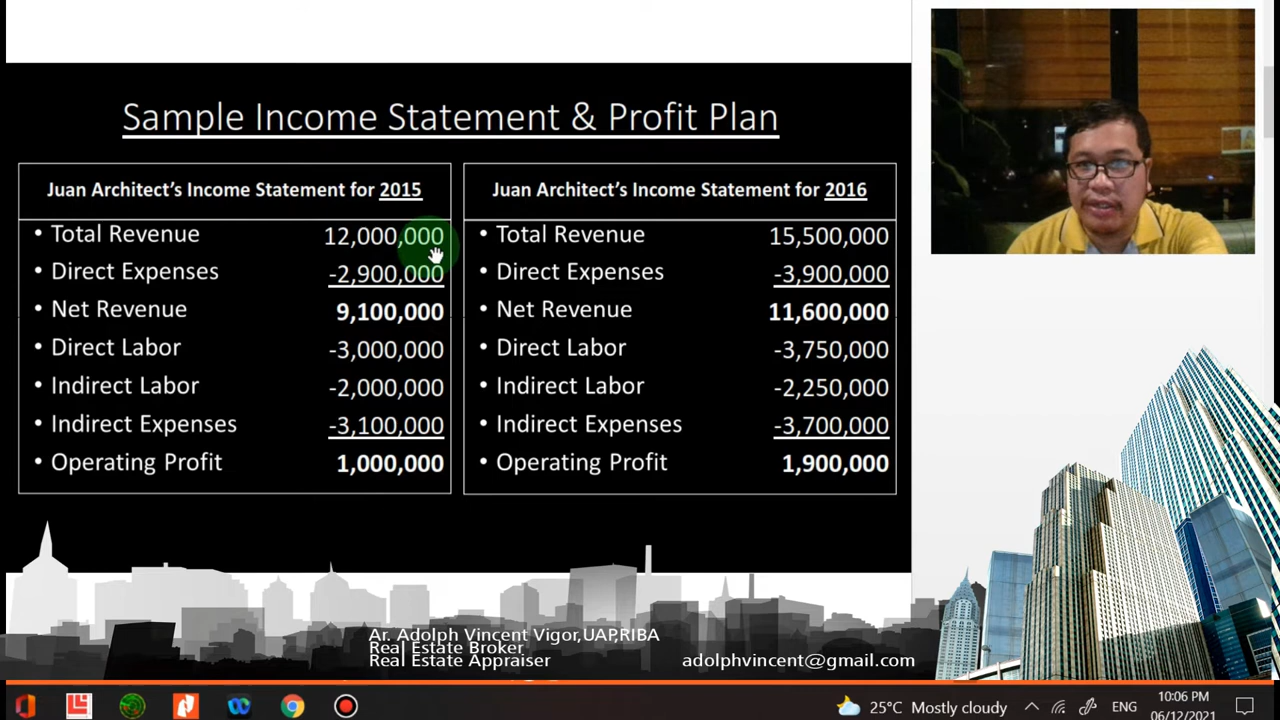 Sample Income Statement & Profit Plan
Juan Architect's Income Statement for 2015
• Total Revenue 12,000,000
• Direct Expenses -2,900,000
• Net Revenue 9,100,000
• Direct Labor -3,000,000
• Indirect Labor -2,000,000
• Indirect Expenses -3,100,000
• Operating Profit 1,000,000
Juan Architect's Income Statement for 2016
• Total Revenue 15,500,000
• Direct Expenses -3,900,000
• Net Revenue 11,600,000
• Direct Labor -3,750,000
• Indirect Labor -2,250,000
• Indirect Expenses -3,700,000
• Operating Profit 1,900,000
Ar. Adolph Vincent Vigor,UAP,RIBA
Real Estate Broker
Real Estate Appraiser
adolphvincent@gmail.com
25°C Mostly cloudy
ENG
10:06 PM
06/12/2021